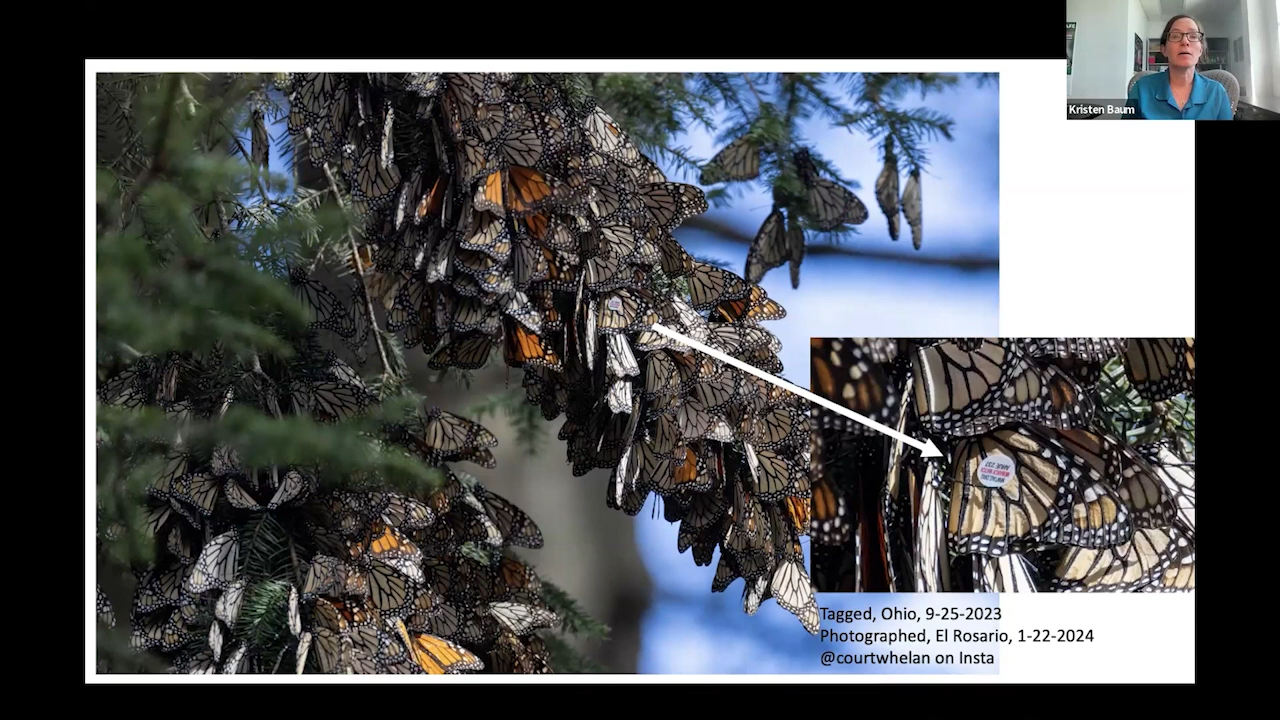 Kristen Baum
Tagged, Ohio, 9-25-2023
Photographed, El Rosario, 1-22-2024
@courtwhelan on Insta